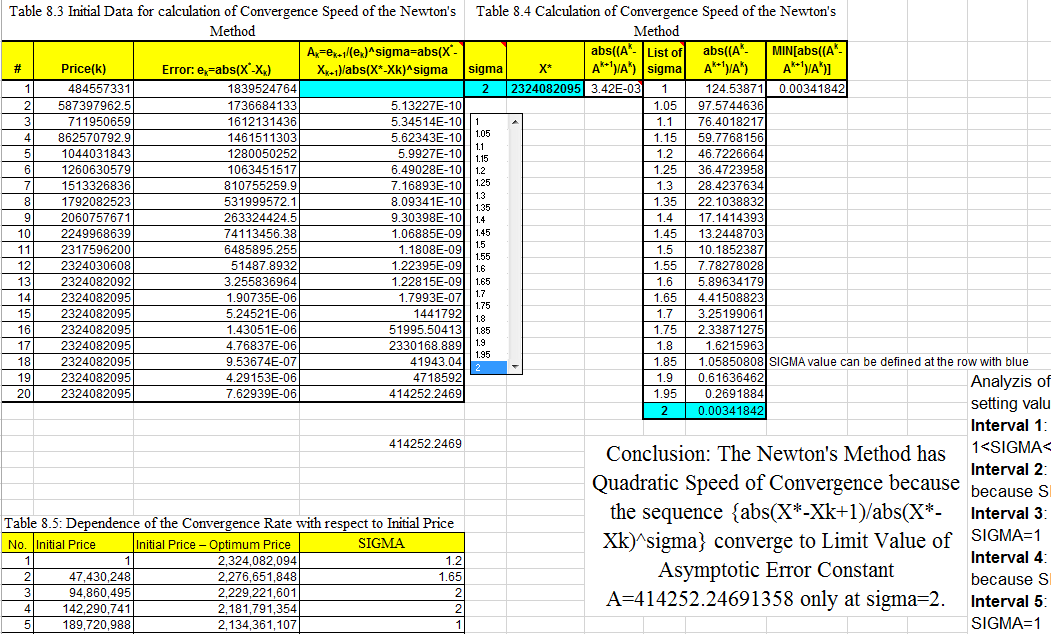 Table 8.3 Initial Data for calculation of Convergence Speed of the Newton's
Method
Table 8.4 Calculation of Convergence Speed of the Newton's
Method
# Price(k) Error: eₖ=abs(X*-Xₖ) Aₖ=eₖ₊₁/(eₖ)^sigma=abs(X*-
Xₖ₊₁)/abs(X*-Xk)^sigma sigma X* abs((Aᵏ-
Aᵏ⁺¹)/Aᵏ) List of
sigma abs((Aᵏ-
Aᵏ⁺¹)/Aᵏ) MIN[abs((Aᵏ-
Aᵏ⁺¹)/Aᵏ)]
1 484557331 1839524764 2 2324082095 3.42E-03 1 124.53871 0.00341842
2 587397962.5 1736684133 5.13227E-10 1.05 97.5744636
3 711950659 1612131436 5.34514E-10 1 1.1 76.4018217
4 862570792.9 1461511303 5.62343E-10 1.05 1.15 59.7768156
5 1044031843 1280050252 5.9927E-10 1.1 1.2 46.7226664
6 1260630579 1063451517 6.49028E-10 1.15 1.25 36.4723958
7 1513326836 810755259.9 7.16893E-10 1.2 1.3 28.4237634
8 1792082523 531999572.1 8.09341E-10 1.25 1.35 22.1038832
9 2060757671 263324424.5 9.30398E-10 1.3 1.4 17.1414393
10 2249968639 74113456.38 1.06885E-09 1.35 1.45 13.2448703
11 2317596200 6485895.255 1.1808E-09 1.4 1.5 10.1852387
12 2324030608 51487.8932 1.22395E-09 1.45 1.55 7.78278028
13 2324082092 3.255836964 1.22815E-09 1.5 1.6 5.89634179
14 2324082095 1.90735E-06 1.7993E-07 1.55 1.65 4.41508823
15 2324082095 5.24521E-06 1441792 1.6 1.7 3.25199061
16 2324082095 1.43051E-06 51995.50413 1.65 1.75 2.33871275
17 2324082095 4.76837E-06 2330168.889 1.7 1.8 1.6215963
18 2324082095 9.53674E-07 41943.04 1.75 1.85 1.05850808 SIGMA value can be defined at the row with blue
19 2324082095 4.29153E-06 4718592 1.8 1.9 0.61636462
20 2324082095 7.62939E-06 414252.2469 1.85 1.95 0.2691884
1.9 2 0.00341842
1.95
2
414252.2469
Conclusion: The Newton's Method has
Quadratic Speed of Convergence because
the sequence {abs(X*-Xk+1)/abs(X*-
Xk)^sigma} converge to Limit Value of
Asymptotic Error Constant
A=414252.24691358 only at sigma=2.
Analyzis of
setting valu
Interval 1:
1<SIGMA<
Interval 2:
because SI
Interval 3:
SIGMA=1
Interval 4:
because SI
Interval 5:
SIGMA=1
Table 8.5: Dependence of the Convergence Rate with respect to Initial Price
No. Initial Price Initial Price – Optimum Price SIGMA
1 1 2,324,082,094 1.2
2 47,430,248 2,276,651,848 1.65
3 94,860,495 2,229,221,601 2
4 142,290,741 2,181,791,354 2
5 189,720,988 2,134,361,107 1